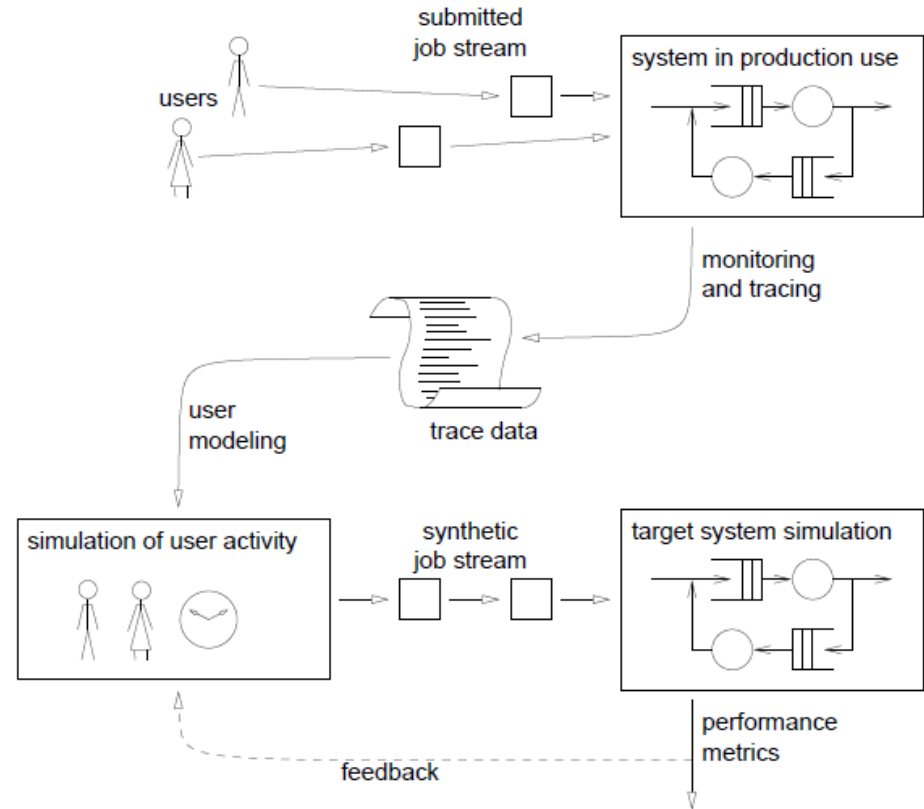 submitted
job stream
system in production use
users
monitoring
and tracing
user
modeling
trace data
simulation of user activity
synthetic
job stream
target system simulation
performance
metrics
feedback